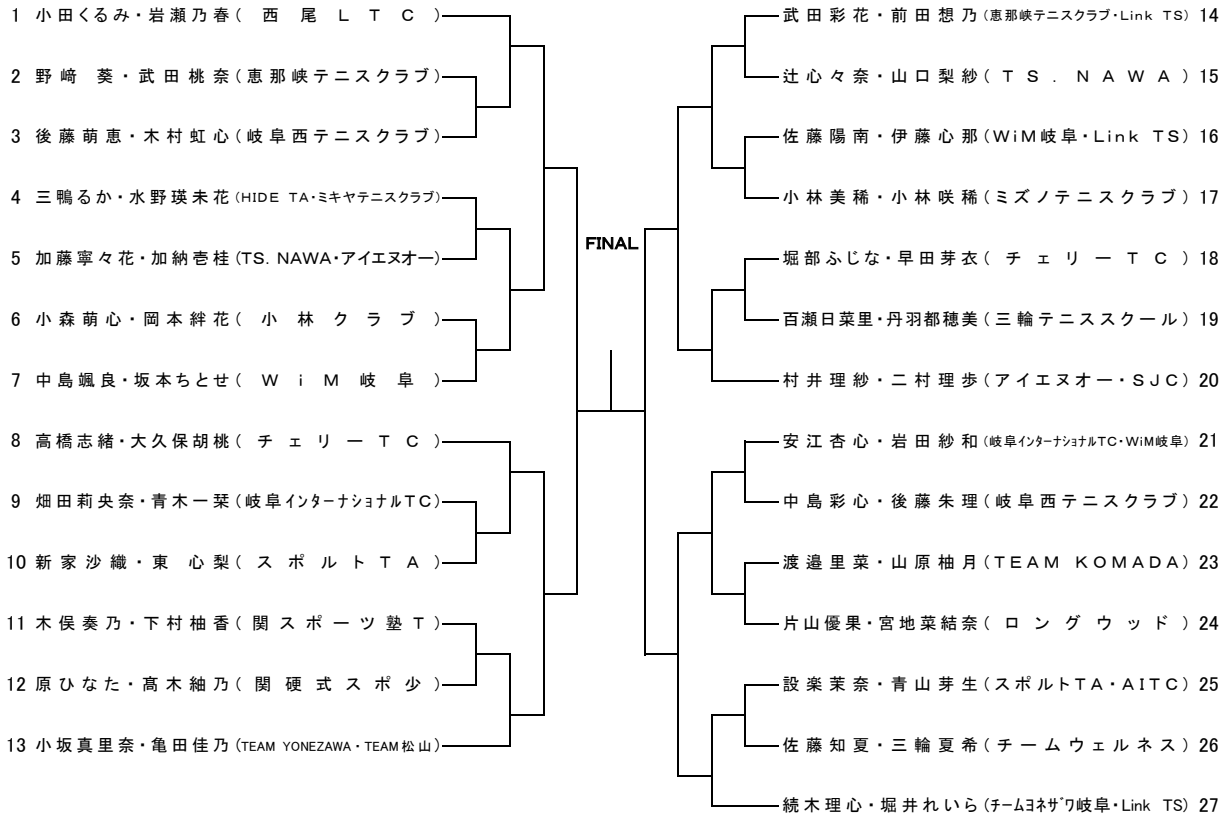 1 小田くるみ・岩瀬乃春(西尾LTC)
2 野﨑 葵・武田桃奈(恵那峡テニスクラブ)
3 後藤萌恵・木村虹心(岐阜西テニスクラブ)
4 三鴨るか・水野瑛未花(HIDE TA・ミキヤテニスクラブ)
5 加藤寧々花・加納壱桂(TS.NAWA・アイエヌオー)
6 小森萌心・岡本絆花(小林クラブ)
7 中島颯良・坂本ちとせ(WiM岐阜)
8 高橋志緒・大久保胡桃(チェリーTC)
9 畑田莉央奈・青木一栞(岐阜インターナショナルTC)
10 新家沙織・東 心梨(スポルトTA)
11 木俣奏乃・下村柚香(関スポーツ塾T)
12 原ひなた・髙木紬乃(関硬式スポ少)
13 小坂真里奈・亀田佳乃(TEAM YONEZAWA・TEAM松山)
FINAL
武田彩花・前田想乃(恵那峡テニスクラブ・Link TS) 14
辻心々奈・山口梨紗(TS.NAWA) 15
佐藤陽南・伊藤心那(WiM岐阜・Link TS) 16
小林美稀・小林咲稀(ミズノテニスクラブ) 17
堀部ふじな・早田芽衣(チェリーTC) 18
百瀬日菜里・丹羽都穂美(三輪テニススクール) 19
村井理紗・二村理歩(アイエヌオー・SJC) 20
安江杏心・岩田紗和(岐阜インターナショナルTC・WiM岐阜) 21
中島彩心・後藤朱理(岐阜西テニスクラブ) 22
渡邉里菜・山原柚月(TEAM KOMADA) 23
片山優果・宮地菜結奈(ロングウッド) 24
設楽茉奈・青山芽生(スポルトTA・AITC) 25
佐藤知夏・三輪夏希(チームウェルネス) 26
続木理心・堀井れいら(チームヨネザワ岐阜・Link TS) 27